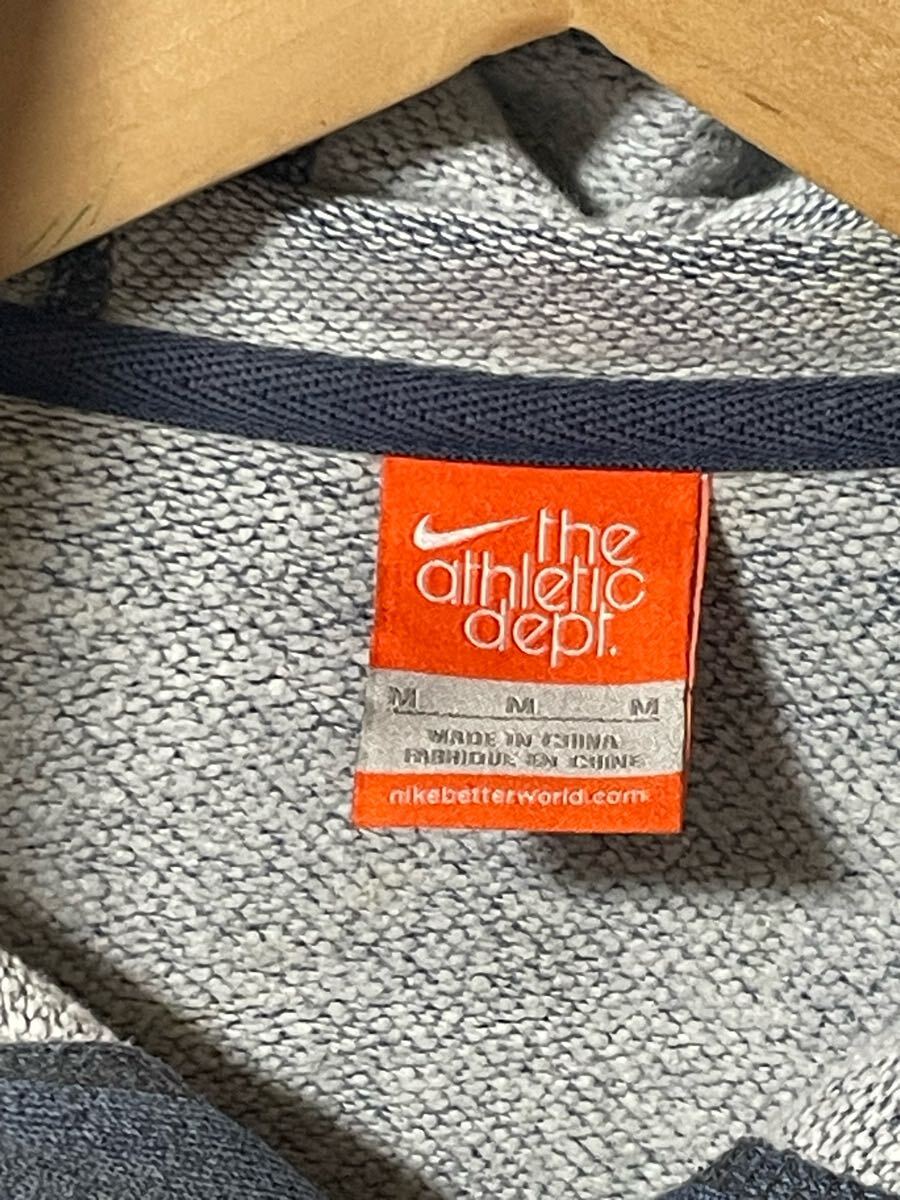 the
athletic
dept.
M M M
MADE IN CHINA
FABRIQUE EN CHINE
nikebetterworld.com